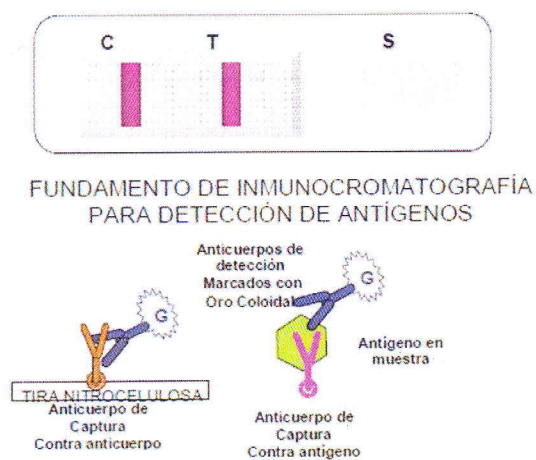 C T S
FUNDAMENTO DE INMUNOCROMATOGRAFÍA
PARA DETECCIÓN DE ANTÍGENOS
Anticuerpos de
detección
Marcados con
Oro Coloidal
G
G
Antígeno en
muestra
TIRA NITROCELULOSA
Anticuerpo de
Captura
Contra anticuerpo
Anticuerpo de
Captura
Contra antígeno